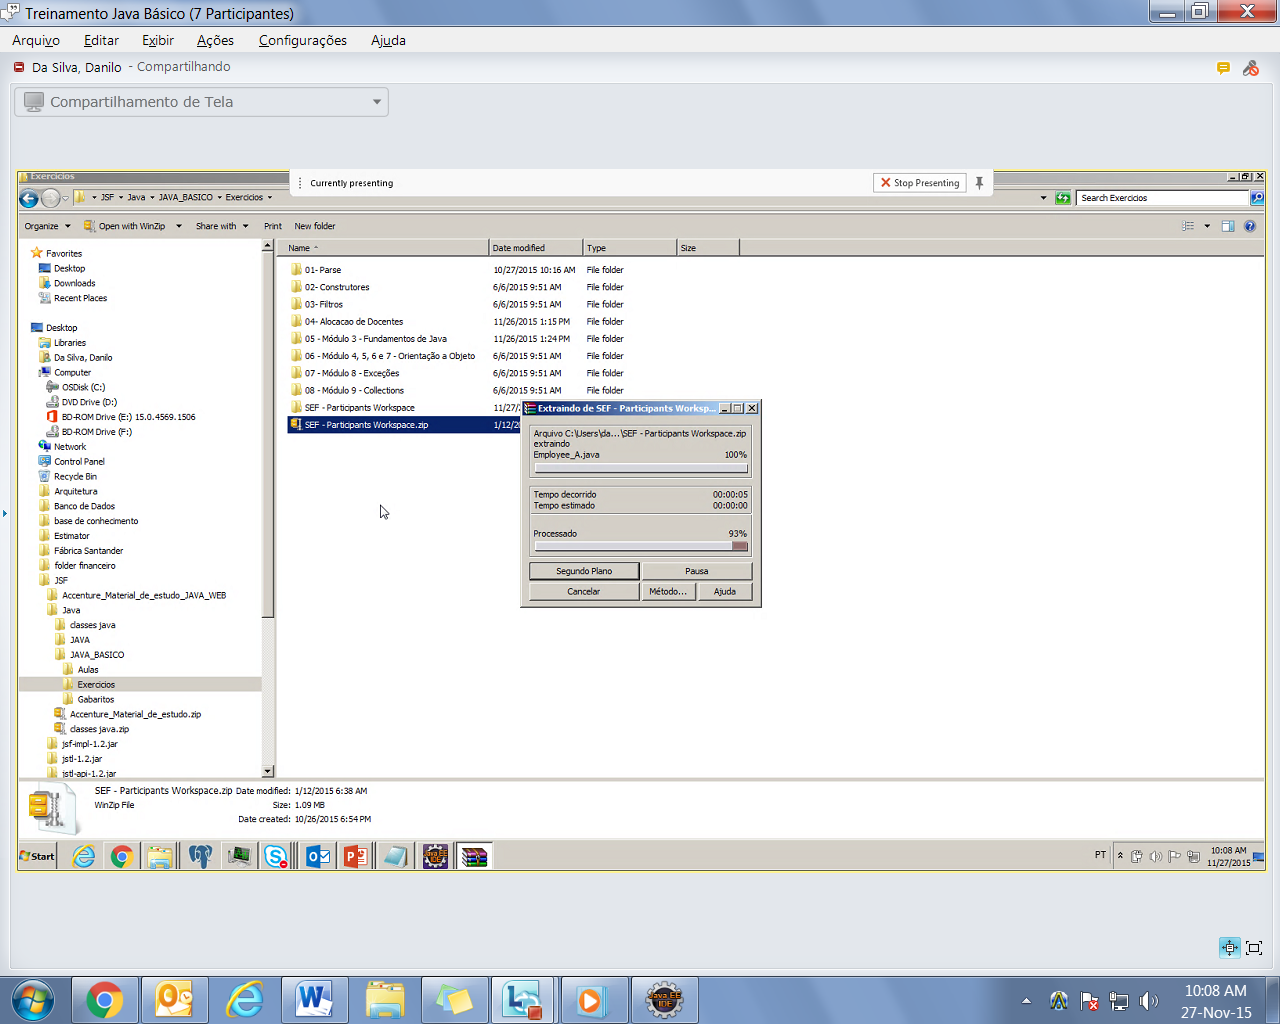 Treinamento Java Básico (7 Participantes)
Arquivo Editar Exibir Ações Configurações Ajuda
Da Silva, Danilo - Compartilhando
Compartilhamento de Tela
Exercicios
Currently presenting
Stop Presenting
JSF Java JAVA_BASICO Exercicios
Search Exercicios
Organize Open with WinZip Share with Print New folder
Favorites
Desktop
Downloads
Recent Places
Desktop
Libraries
Da Silva, Danilo
Computer
OSDisk (C:)
DVD Drive (D:)
BD-ROM Drive (E:) 15.0.4569.1506
BD-ROM Drive (F:)
Network
Control Panel
Recycle Bin
Arquitetura
Banco de Dados
base de conhecimento
Estimator
Fábrica Santander
folder financeiro
JSF
Accenture_Material_de_estudo_JAVA_WEB
Java
classes java
JAVA
JAVA_BASICO
Aulas
Exercicios
Gabaritos
Accenture_Material_de_estudo.zip
classes java.zip
jsf-impl-1.2.jar
jstl-1.2.jar
jstl-api-1.2.jar
Name Date modified Type Size
01- Parse 10/27/2015 10:16 AM File folder
02- Construtores 6/6/2015 9:51 AM File folder
03- Filtros 6/6/2015 9:51 AM File folder
04- Alocacao de Docentes 11/26/2015 1:15 PM File folder
05 - Módulo 3 - Fundamentos de Java 11/26/2015 1:24 PM File folder
06 - Módulo 4, 5, 6 e 7 - Orientação a Objeto 6/6/2015 9:51 AM File folder
07 - Módulo 8 - Exceções 6/6/2015 9:51 AM File folder
08 - Módulo 9 - Collections 6/6/2015 9:51 AM File folder
SEF - Participants Workspace 11/27/
SEF - Participants Workspace.zip 1/12/20
Extraindo de SEF - Participants Worksp...
Arquivo C:\Users\da...\SEF - Participants Workspace.zip
extraindo
Employee_A.java 100%
Tempo decorrido 00:00:05
Tempo estimado 00:00:00
Processado 93%
Segundo Plano Pausa
Cancelar Método... Ajuda
SEF - Participants Workspace.zip Date modified: 1/12/2015 6:38 AM
WinZip File Size: 1.09 MB
Date created: 10/26/2015 6:54 PM
Start
Java EE
IDE
PT
10:08 AM
11/27/2015
Java EE
IDE
10:08 AM
27-Nov-15